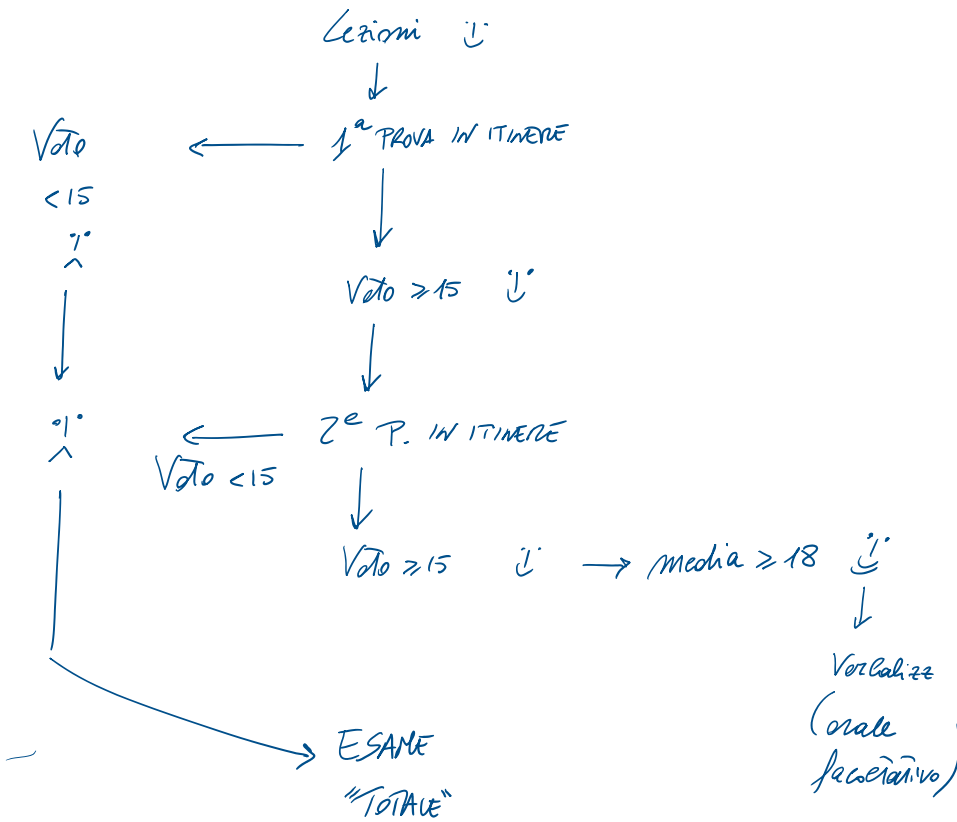 Lezioni
1ª PROVA IN ITINERE
Voto
<15
Voto ≥15
2ª P. IN ITINERE
Voto <15
Voto ≥15 → media ≥18
Verbalizz
(orale
facoltativo)
ESAME
"TOTALE"